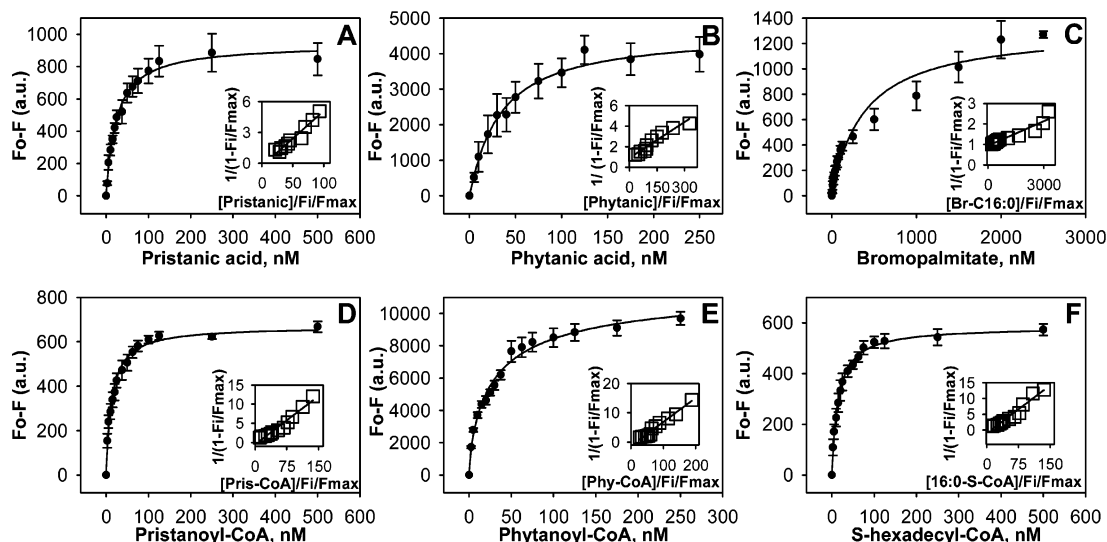 A
Fo-F (a.u.)
1000
800
600
400
200
0
0 100 200 300 400 500 600
Pristanic acid, nM
1/(1-Fi/Fmax)
6
3
0
0 50 100
[Pristanic]/Fi/Fmax
B
Fo-F (a.u.)
5000
4000
3000
2000
1000
0
0 50 100 150 200 250
Phytanic acid, nM
1/ (1-Fi/Fmax)
6
4
2
0
0 150 300
[Phytanic]/Fi/Fmax
C
Fo-F (a.u.)
1400
1200
1000
800
600
400
200
0
0 1000 2000 3000
Bromopalmitate, nM
1/(1-Fi/Fmax)
3
2
1
0
0 3000
[Br-C16:0]/Fi/Fmax
D
Fo-F (a.u.)
800
600
400
200
0
0 100 200 300 400 500 600
Pristanoyl-CoA, nM
1/(1-Fi/Fmax)
15
10
5
0
0 75 150
[Pris-CoA]/Fi/Fmax
E
Fo-F (a.u.)
10000
8000
6000
4000
2000
0
0 50 100 150 200 250
Phytanoyl-CoA, nM
1/(1-Fi/Fmax)
20
10
0
0 100 200
[Phy-CoA]/Fi/Fmax
F
Fo-F (a.u.)
600
400
200
0
0 100 200 300 400 500 600
S-hexadecyl-CoA, nM
1/(1-Fi/Fmax)
15
10
5
0
0 75 150
[16:0-S-CoA]/Fi/Fmax